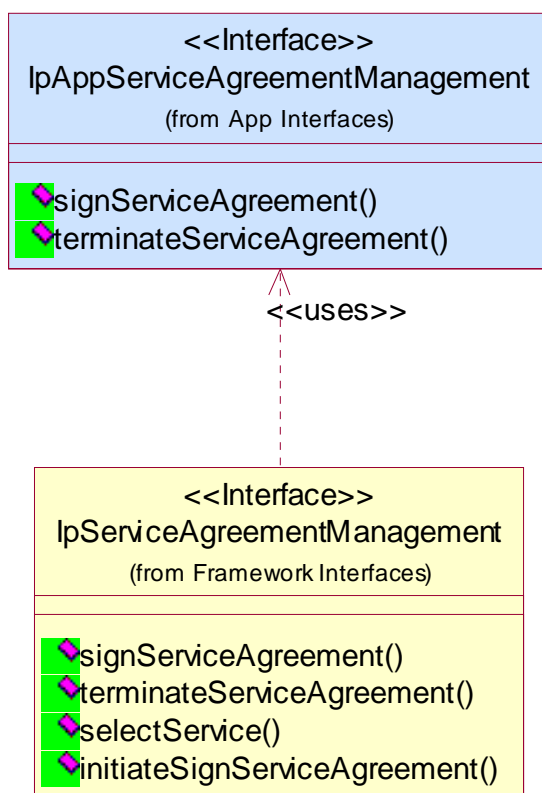 <<Interface>>
IpAppServiceAgreementManagement
(from App Interfaces)
signServiceAgreement()
terminateServiceAgreement()
<<uses>>
<<Interface>>
IpServiceAgreementManagement
(from Framework Interfaces)
signServiceAgreement()
terminateServiceAgreement()
selectService()
initiateSignServiceAgreement()